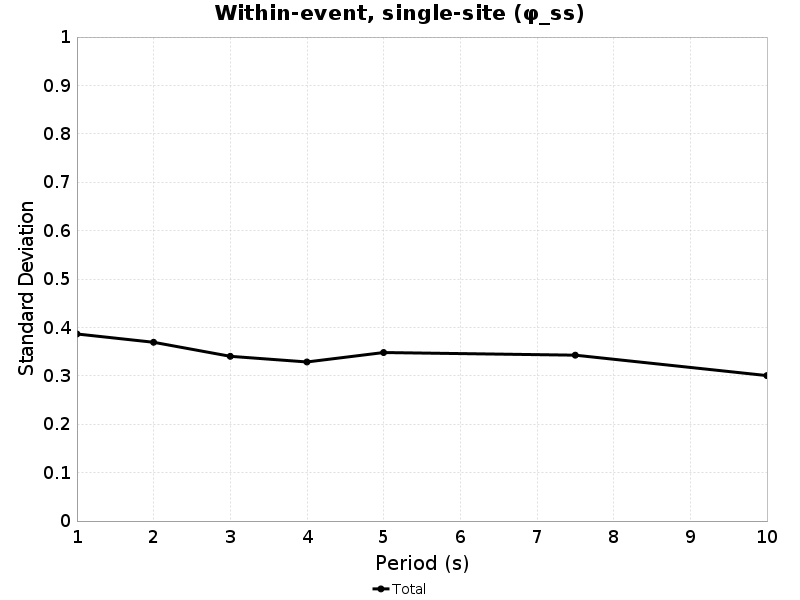 Within-event, single-site (φ_ss)
1
0.9
0.8
0.7
0.6
0.5
0.4
0.3
0.2
0.1
0
Standard Deviation
1 2 3 4 5 6 7 8 9 10
Period (s)
Total